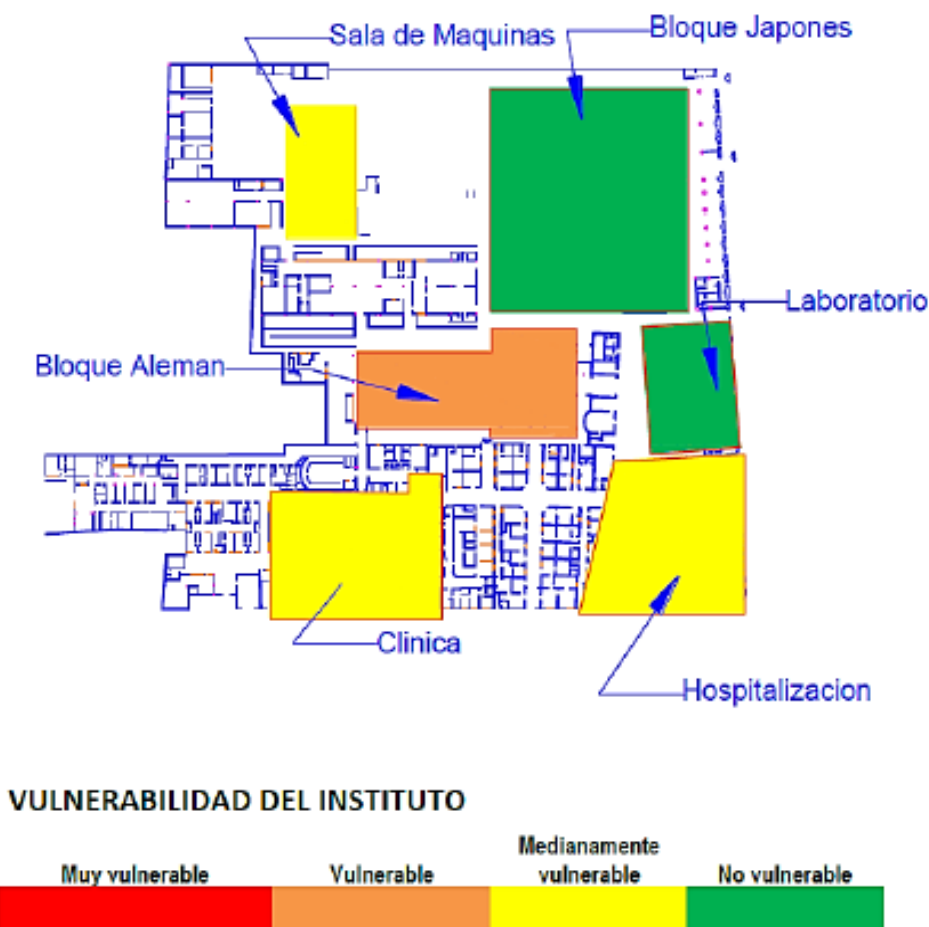 Sala de Maquinas
Bloque Japones
Laboratorio
Bloque Aleman
Clinica
Hospitalizacion
VULNERABILIDAD DEL INSTITUTO
Muy vulnerable
Vulnerable
Medianamente
vulnerable
No vulnerable